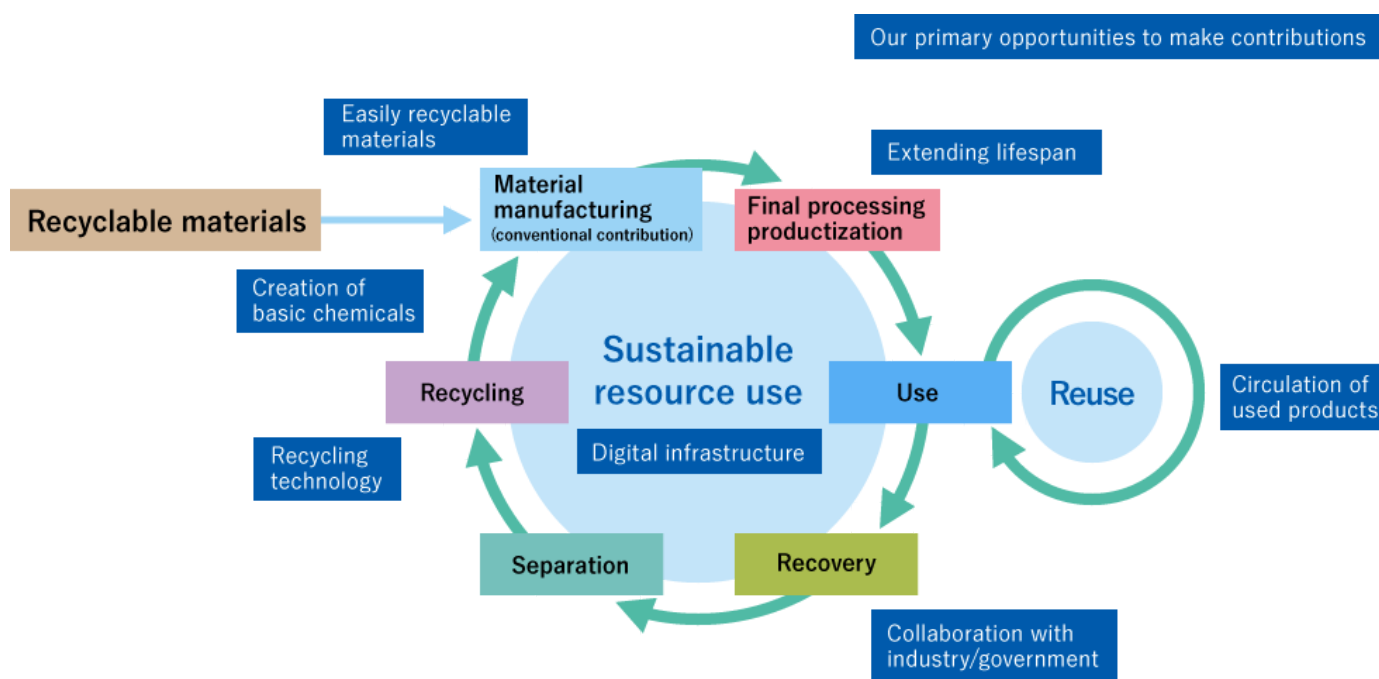 Our primary opportunities to make contributions
Easily recyclable
materials
Extending lifespan
Material
manufacturing
(conventional contribution)
Final processing
productization
Recyclable materials
Creation of
basic chemicals
Sustainable
resource use
Recycling
Use
Reuse
Circulation of
used products
Digital infrastructure
Recycling
technology
Separation
Recovery
Collaboration with
industry/government